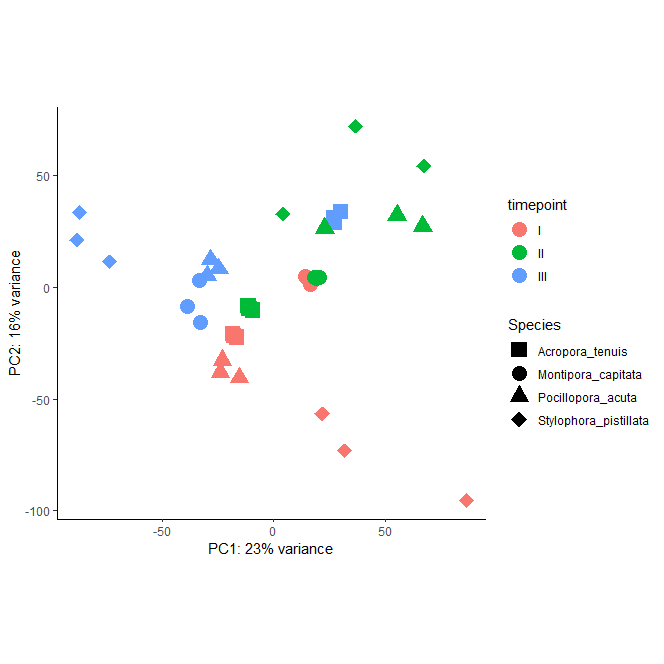 50
0
-50
-100
PC2: 16% variance
-50
0
50
PC1: 23% variance
timepoint
I
II
III
Species
Acropora_tenuis
Montipora_capitata
Pocillopora_acuta
Stylophora_pistillata